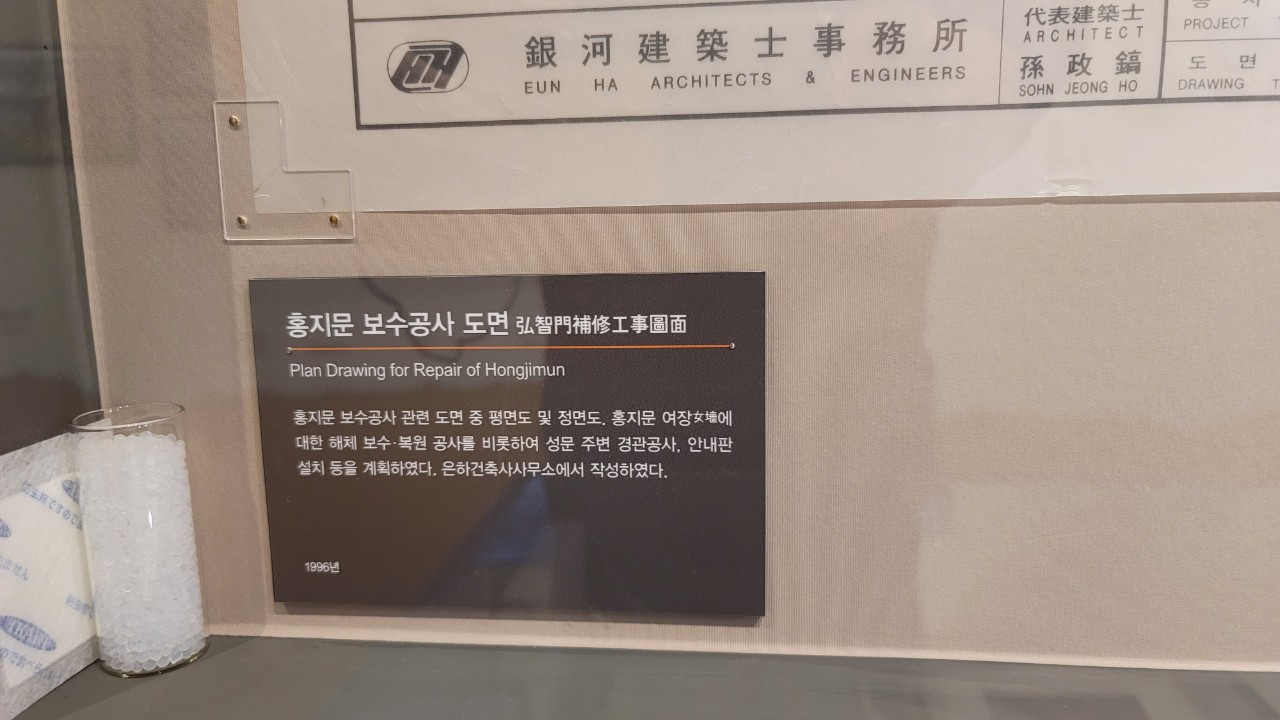 銀河建築士事務所
EUN HA ARCHITECTS & ENGINEERS
代表建築士
ARCHITECT
孫政鎬
SOHN JEONG HO
PROJECT
도 면
DRAWING
홍지문 보수공사 도면 弘智門補修工事圖面
Plan Drawing for Repair of Hongjimun
홍지문 보수공사 관련 도면 중 평면도 및 정면도. 홍지문 여장女墻에
대한 해체 보수·복원 공사를 비롯하여 성문 주변 경관공사, 안내판
설치 등을 계획하였다. 은하건축사사무소에서 작성하였다.
1996년